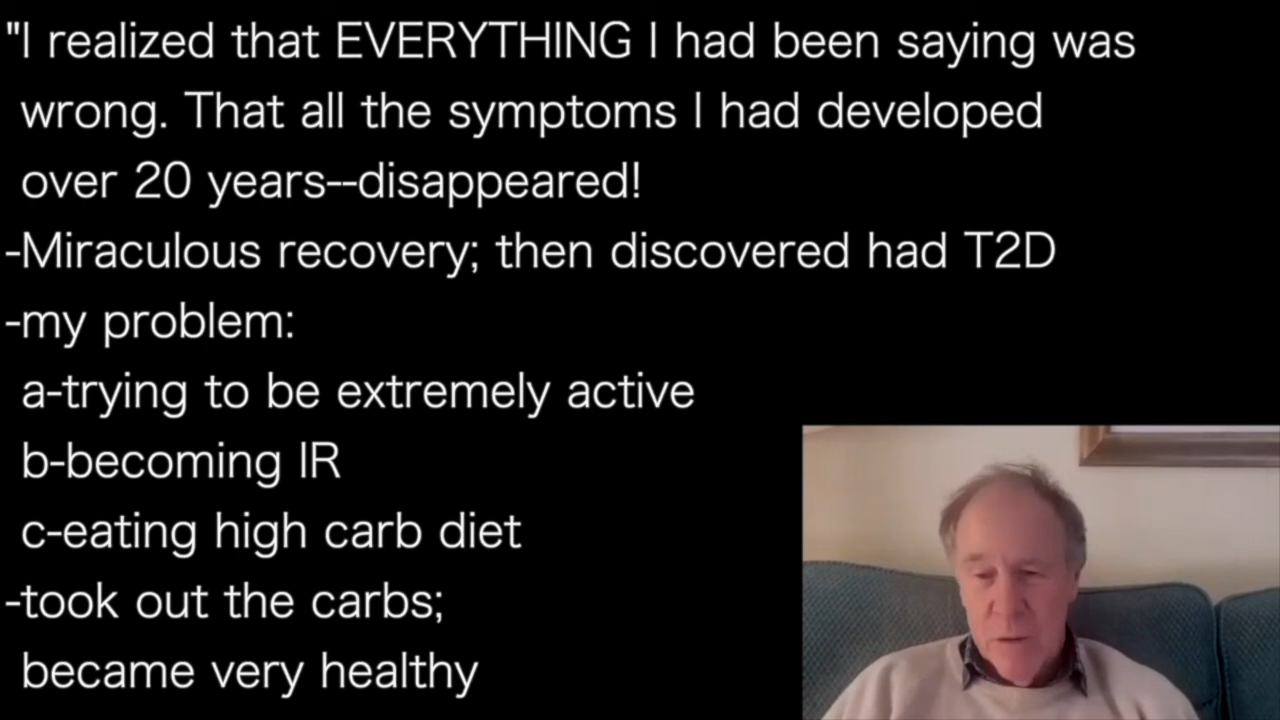 "I realized that EVERYTHING I had been saying was
wrong. That all the symptoms I had developed
over 20 years--disappeared!
-Miraculous recovery; then discovered had T2D
-my problem:
a-trying to be extremely active
b-becoming IR
c-eating high carb diet
-took out the carbs;
became very healthy